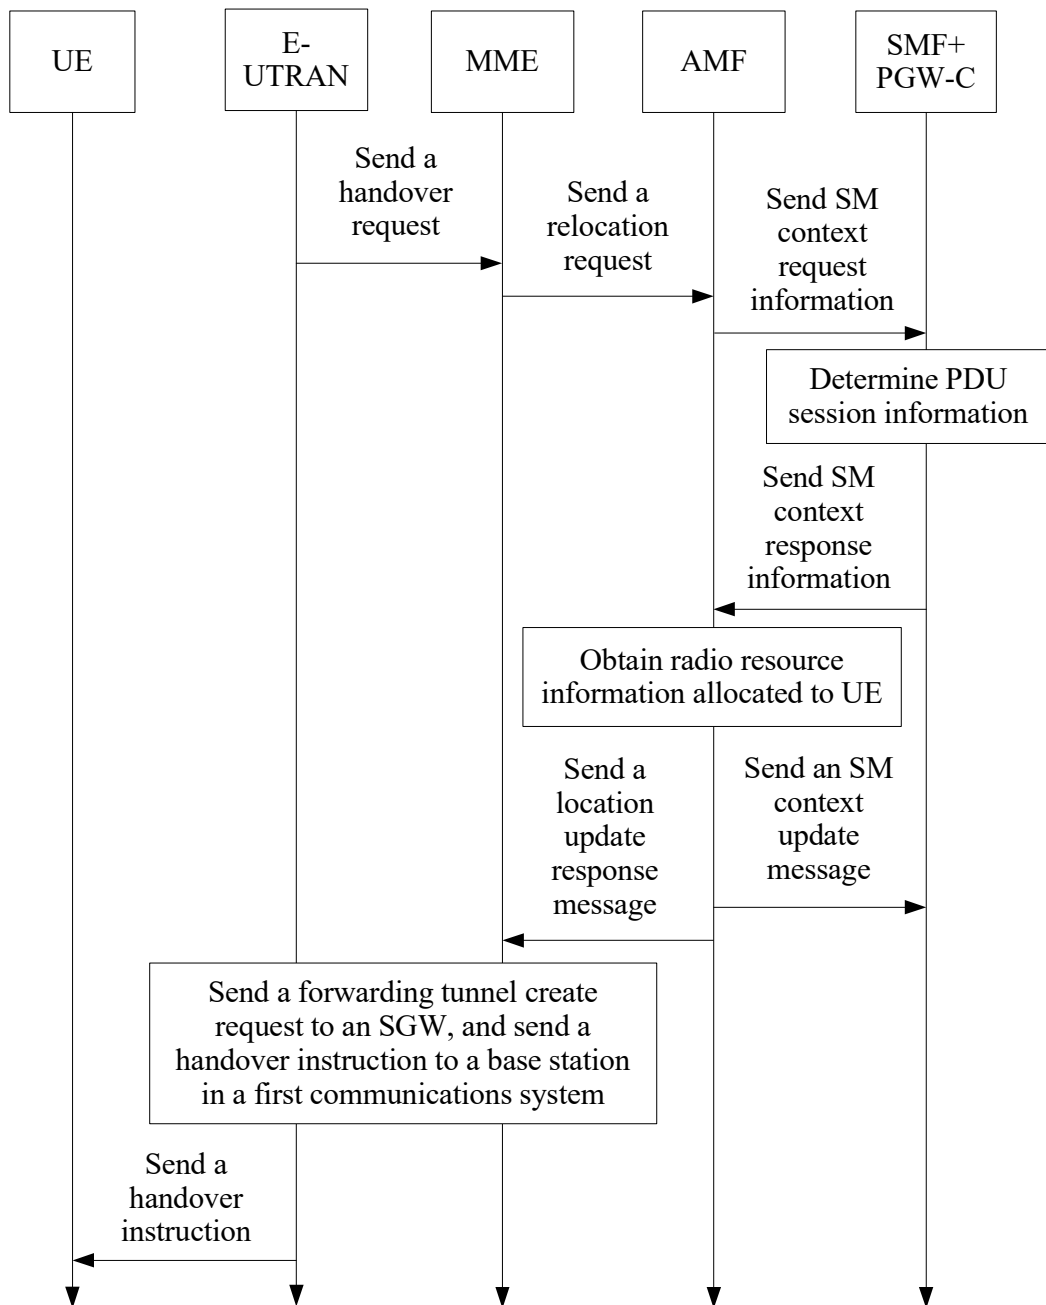 UE
E-
UTRAN
MME
AMF
SMF+
PGW-C
Send a
handover
request
Send a
relocation
request
Send SM
context
request
information
Determine PDU
session information
Send SM
context
response
information
Obtain radio resource
information allocated to UE
Send a
location
update
response
message
Send an SM
context
update
message
Send a forwarding tunnel create
request to an SGW, and send a
handover instruction to a base station
in a first communications system
Send a
handover
instruction